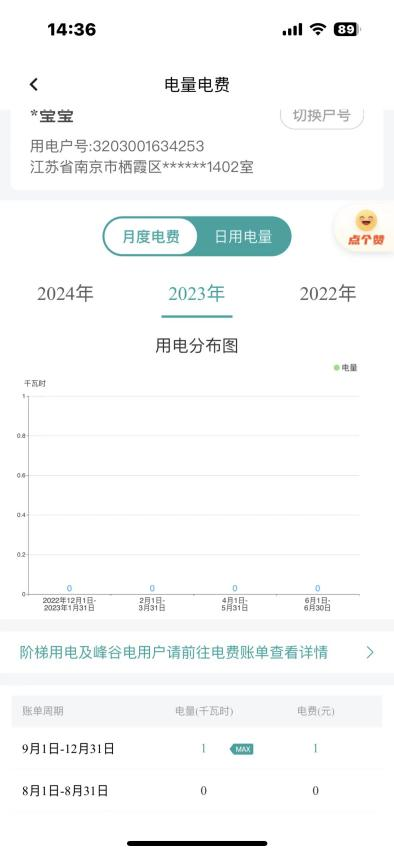 14:36
89
电量电费
*宝宝
切换户号
用电户号:3203001634253
江苏省南京市栖霞区******1402室
月度电费
日用电量
点个赞
2024年
2023年
2022年
用电分布图
电量
千瓦时
1
0.8
0.6
0.4
0.2
0
0
0
0
0
2022年12月1日-
2023年1月31日
2月1日-
3月31日
4月1日-
5月31日
6月1日-
6月30日
阶梯用电及峰谷电用户请前往电费账单查看详情
账单周期
电量(千瓦时)
电费(元)
9月1日-12月31日
1
MAX
1
8月1日-8月31日
0
0